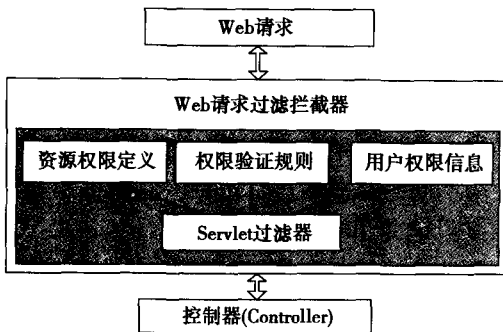 Web请求
Web请求过滤拦截器
资源权限定义 权限验证规则 用户权限信息
Servlet过滤器
控制器(Controller)